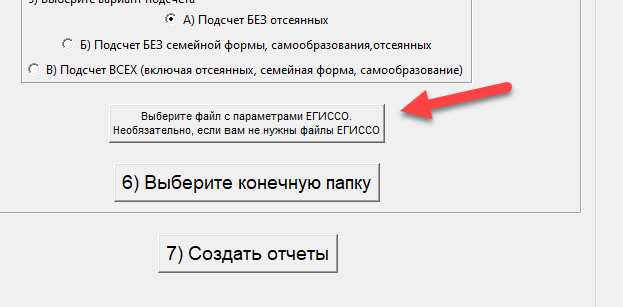 5) Выберите вариант подсчета
А) Подсчет БЕЗ отсеянных
Б) Подсчет БЕЗ семейной формы, самообразования,отсеянных
В) Подсчет ВСЕХ (включая отсеянных, семейная форма, самообразование)
Выберите файл с параметрами ЕГИССО.
Необязательно, если вам не нужны файлы ЕГИССО
6) Выберите конечную папку
7) Создать отчеты